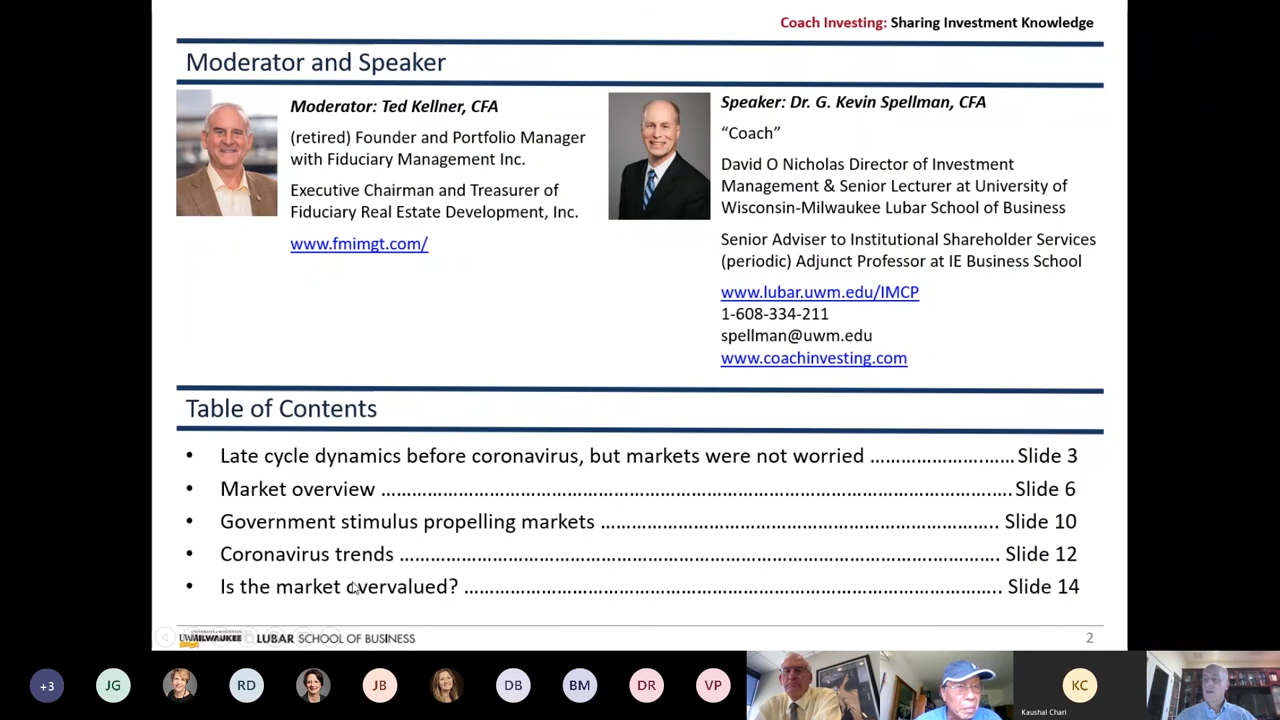 Coach Investing: Sharing Investment Knowledge
Moderator and Speaker
Moderator: Ted Kellner, CFA
(retired) Founder and Portfolio Manager
with Fiduciary Management Inc.
Executive Chairman and Treasurer of
Fiduciary Real Estate Development, Inc.
www.fmimgt.com/
Speaker: Dr. G. Kevin Spellman, CFA
“Coach”
David O Nicholas Director of Investment
Management & Senior Lecturer at University of
Wisconsin-Milwaukee Lubar School of Business
Senior Adviser to Institutional Shareholder Services
(periodic) Adjunct Professor at IE Business School
www.lubar.uwm.edu/IMCP
1-608-334-211
spellman@uwm.edu
www.coachinvesting.com
Table of Contents
• Late cycle dynamics before coronavirus, but markets were not worried ………………….…… Slide 3
• Market overview ……………………………………………………………………………………………………..…. Slide 6
• Government stimulus propelling markets ………………………………………………………………….. Slide 10
• Coronavirus trends ……………………………………………………………………………………………………. Slide 12
• Is the market overvalued? ………………………………………………………………………………………….. Slide 14
MILWAUKEE LUBAR SCHOOL OF BUSINESS
2
+3 JG RD JB DB BM DR VP KC
Kaushal Chari